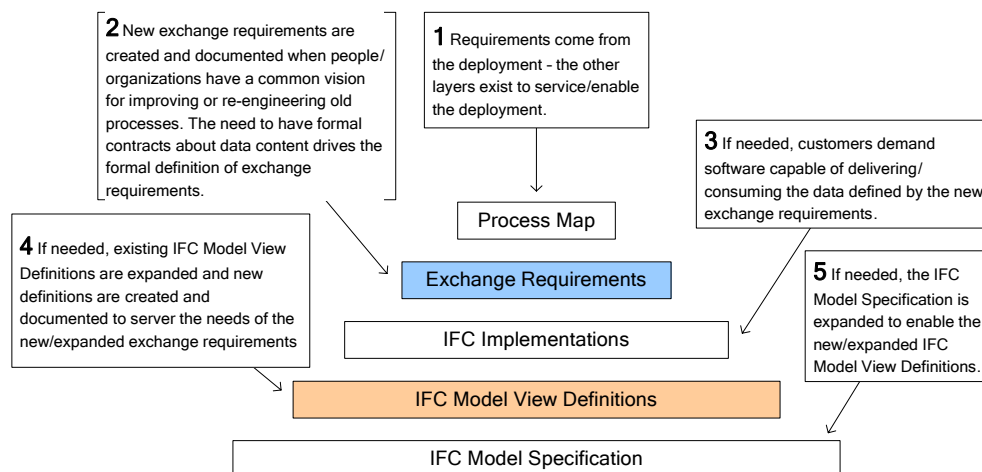 2 New exchange requirements are
created and documented when people/
organizations have a common vision
for improving or re-engineering old
processes. The need to have formal
contracts about data content drives the
formal definition of exchange
requirements.
1 Requirements come from
the deployment - the other
layers exist to service/enable
the deployment.
3 If needed, customers demand
software capable of delivering/
consuming the data defined by the new
exchange requirements.
4 If needed, existing IFC Model View
Definitions are expanded and new
definitions are created and
documented to server the needs of the
new/expanded exchange requirements
5 If needed, the IFC
Model Specification is
expanded to enable the
new/expanded IFC
Model View Definitions.
Process Map
Exchange Requirements
IFC Implementations
IFC Model View Definitions
IFC Model Specification